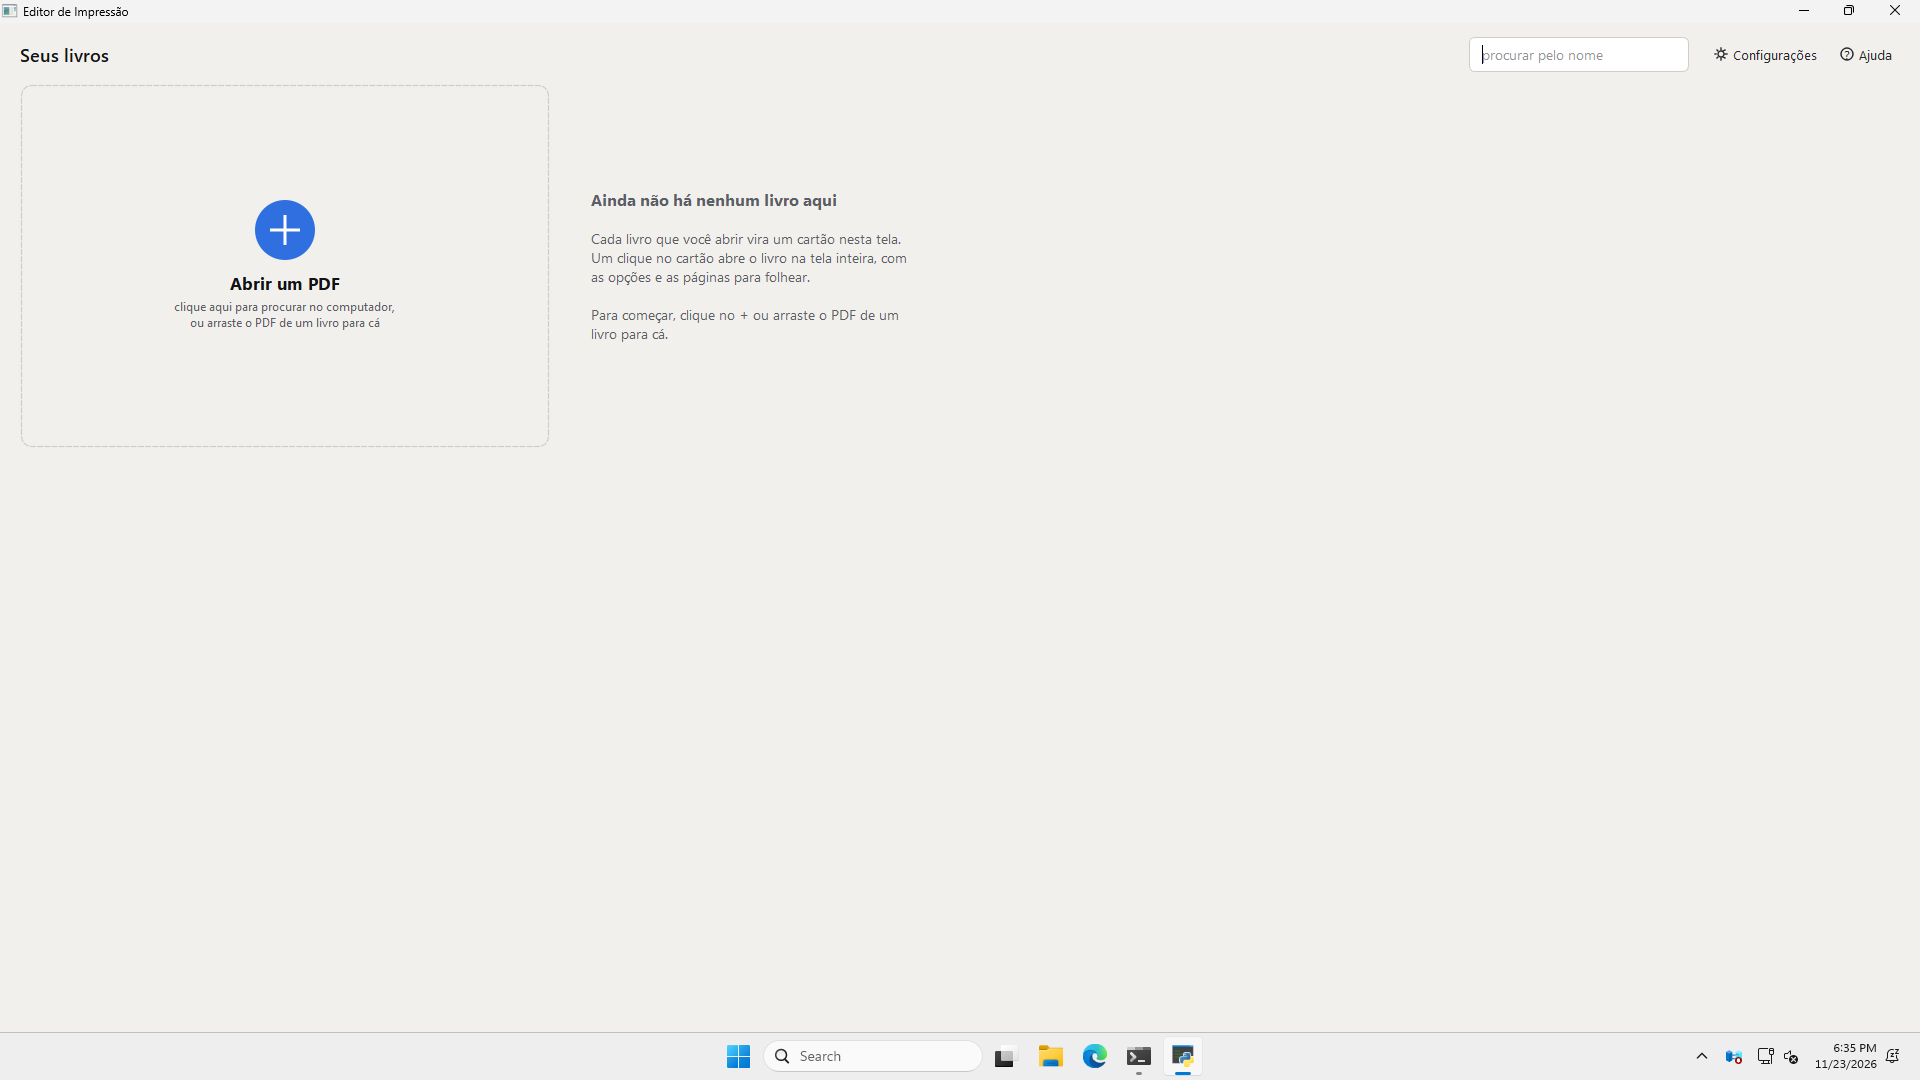 Editor de Impressão
Seus livros
procurar pelo nome
Configurações
Ajuda
Abrir um PDF
clique aqui para procurar no computador,
ou arraste o PDF de um livro para cá
Ainda não há nenhum livro aqui
Cada livro que você abrir vira um cartão nesta tela.
Um clique no cartão abre o livro na tela inteira, com
as opções e as páginas para folhear.
Para começar, clique no + ou arraste o PDF de um
livro para cá.
Search
6:35 PM
11/23/2026